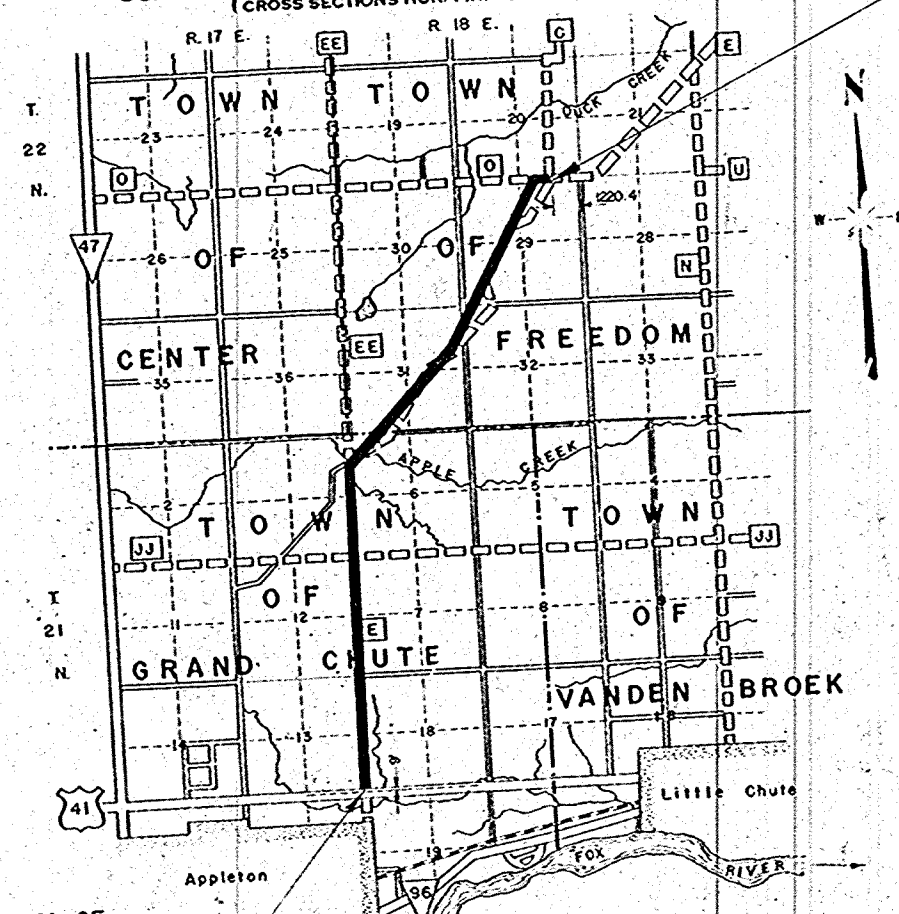 R. 17 E.
EE
R. 18 E.
C
E
T.
22
N.
TOWN
TOWN
DUCK CREEK
23
24
19
20
21
O
O
U
1220.4
N
W
47
26
OF
25
30
OF
29
28
N
EE
CENTER
FREEDOM
35
36
31
32
33
APPLE CREEK
2
6
5
4
TOWN
TOWN
JJ
JJ
T.
21
N.
OF
OF
11
12
7
8
9
E
GRAND CHUTE
VANDEN BROEK
14
13
18
17
41
Little Chute
Appleton
19
FOX RIVER
96